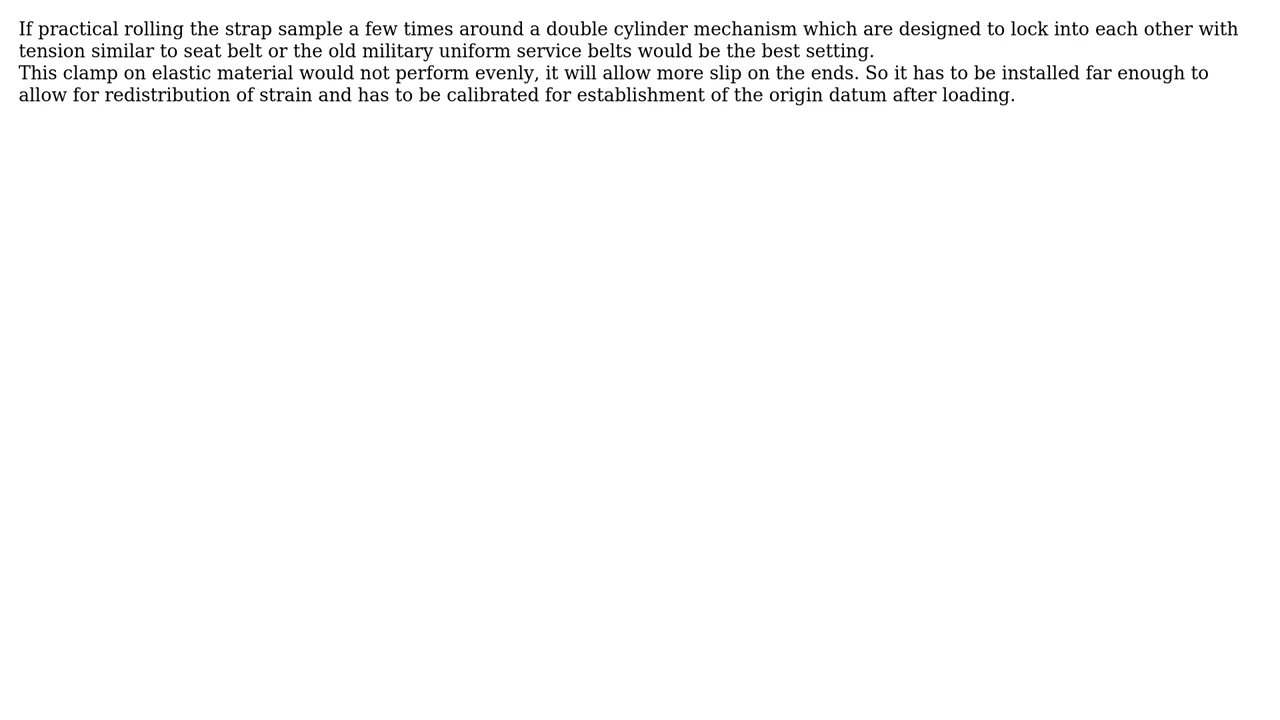 If practical rolling the strap sample a few times around a double cylinder mechanism which are designed to lock into each other with
tension similar to seat belt or the old military uniform service belts would be the best setting.
This clamp on elastic material would not perform evenly, it will allow more slip on the ends. So it has to be installed far enough to
allow for redistribution of strain and has to be calibrated for establishment of the origin datum after loading.